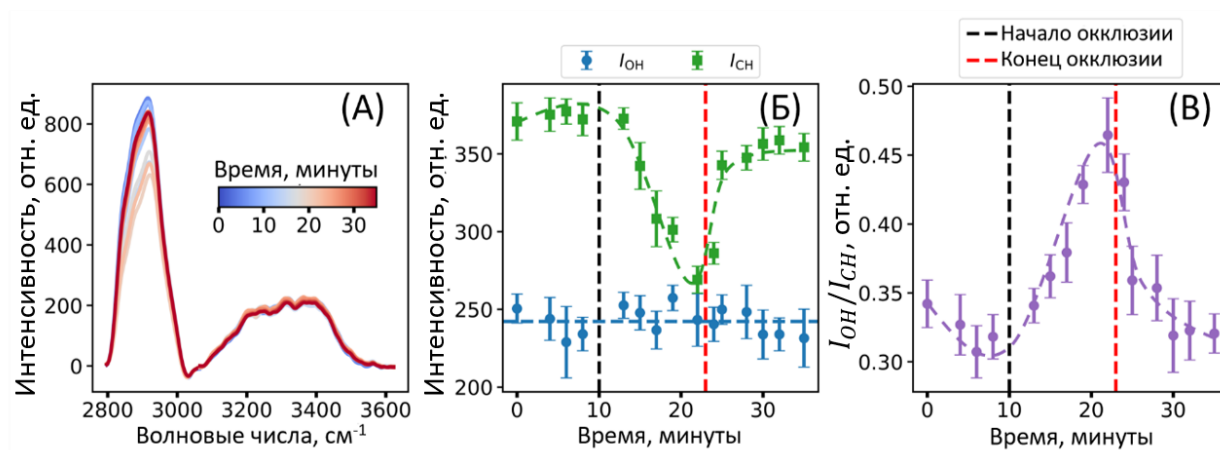 (А)
Интенсивность, отн. ед.
800
600
400
200
0
Время, минуты
0 10 20 30
2800 3000 3200 3400 3600
Волновые числа, см-1
IOH ICH
(Б)
Интенсивность, отн. ед.
350
300
250
200
0 10 20 30
Время, минуты
Начало окклюзии
Конец окклюзии
(В)
IOH/ICH, отн. ед.
0.50
0.45
0.40
0.35
0.30
0 10 20 30
Время, минуты